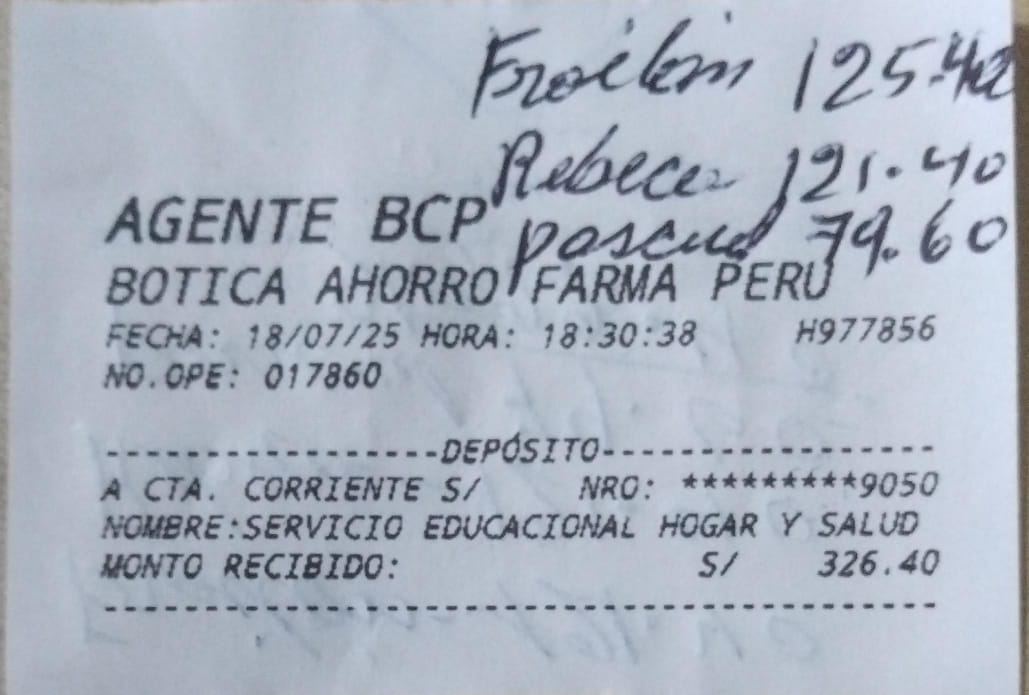 Froilan 125.40
Rebeca 121.40
pascual 79.60
AGENTE BCP
BOTICA AHORRO FARMA PERU
FECHA: 18/07/25 HORA: 18:30:38 H977856
NO.OPE: 017860
-----------------DEPÓSITO-----------------
A CTA. CORRIENTE S/ NRO: *********9050
NOMBRE:SERVICIO EDUCACIONAL HOGAR Y SALUD
MONTO RECIBIDO: S/ 326.40
------------------------------------------